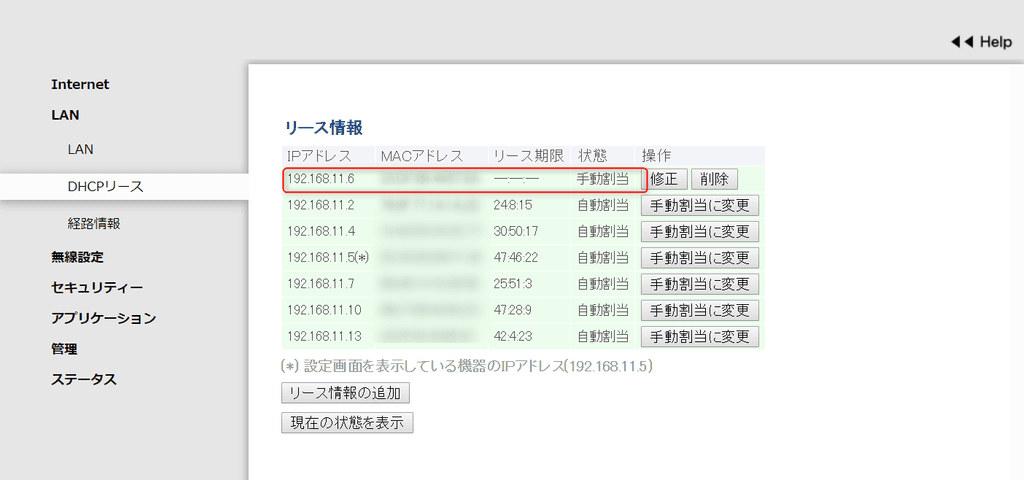 ◀◀ Help
Internet
LAN
LAN
DHCPリース
経路情報
無線設定
セキュリティー
アプリケーション
管理
ステータス
リース情報
IPアドレス MACアドレス リース期限 状態 操作
192.168.11.6 --:--:-- 手動割当 修正 削除
192.168.11.2 24:8:15 自動割当 手動割当に変更
192.168.11.4 30:50:17 自動割当 手動割当に変更
192.168.11.5(*) 47:46:22 自動割当 手動割当に変更
192.168.11.7 25:51:3 自動割当 手動割当に変更
192.168.11.10 47:28:9 自動割当 手動割当に変更
192.168.11.13 42:4:23 自動割当 手動割当に変更
(*) 設定画面を表示している機器のIPアドレス(192.168.11.5)
リース情報の追加
現在の状態を表示